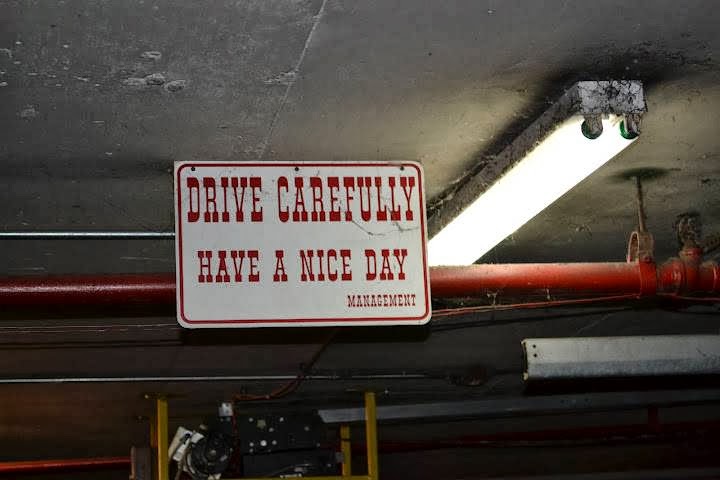 DRIVE CAREFULLY
HAVE A NICE DAY
MANAGEMENT